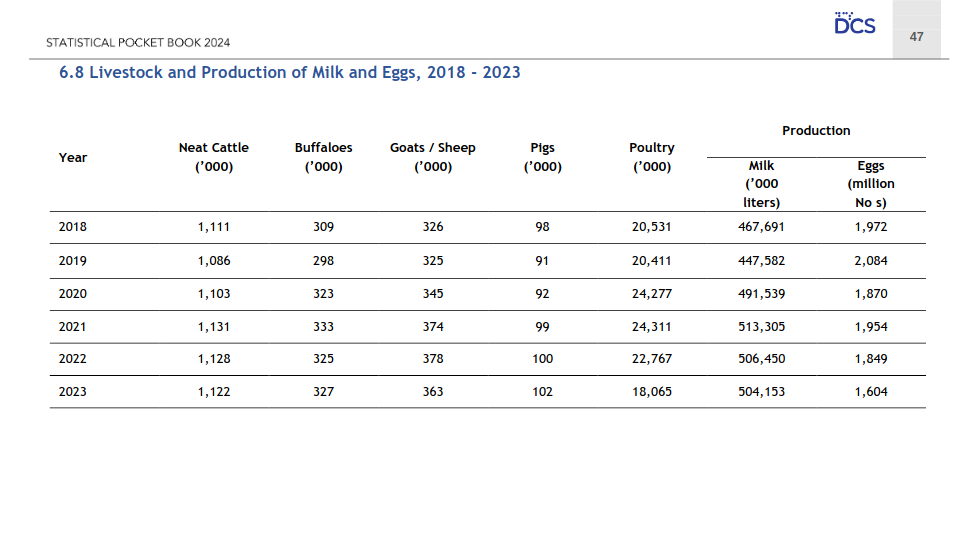 DCS
STATISTICAL POCKET BOOK 2024
47
6.8 Livestock and Production of Milk and Eggs, 2018 - 2023
Year Neat Cattle (’000) Buffaloes (’000) Goats / Sheep (’000) Pigs (’000) Poultry (’000) Production
Milk (’000 liters) Eggs (million No s)
2018 1,111 309 326 98 20,531 467,691 1,972
2019 1,086 298 325 91 20,411 447,582 2,084
2020 1,103 323 345 92 24,277 491,539 1,870
2021 1,131 333 374 99 24,311 513,305 1,954
2022 1,128 325 378 100 22,767 506,450 1,849
2023 1,122 327 363 102 18,065 504,153 1,604